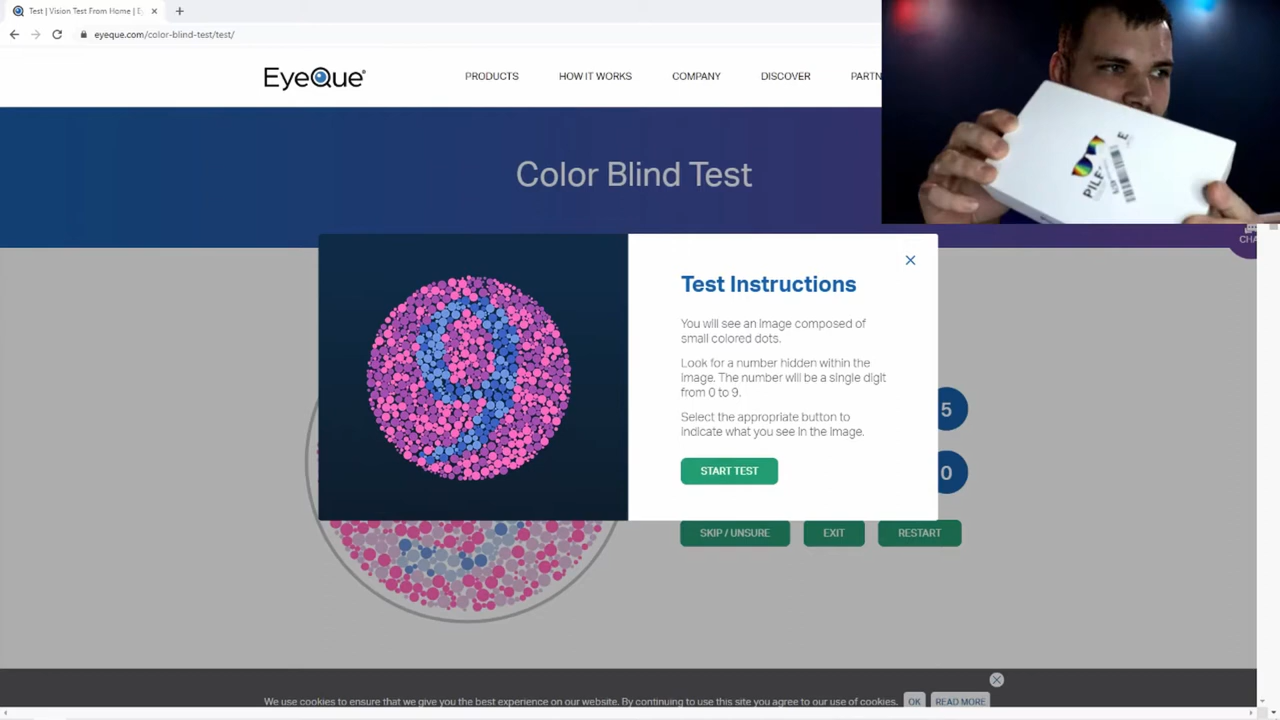 Test | Vision Test From Home | E
eyeque.com/color-blind-test/test/
EyeQue
PRODUCTS
HOW IT WORKS
COMPANY
DISCOVER
PARTN
Color Blind Test
PILE
E
CHA
9
Test Instructions
You will see an image composed of
small colored dots.
Look for a number hidden within the
image. The number will be a single digit
from 0 to 9.
Select the appropriate button to
indicate what you see in the image.
START TEST
5
0
SKIP / UNSURE
EXIT
RESTART
We use cookies to ensure that we give you the best experience on our website. By continuing to use this site you agree to our use of cookies.
OK
READ MORE